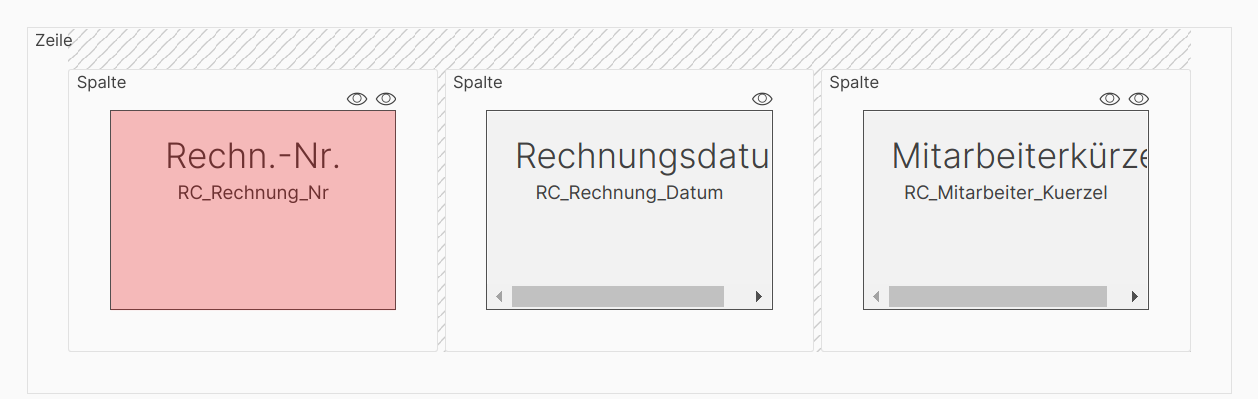 Zeile
Spalte
Rechn.-Nr.
RC_Rechnung_Nr
Spalte
Rechnungsdatu
RC_Rechnung_Datum
Spalte
Mitarbeiterkürze
RC_Mitarbeiter_Kuerzel